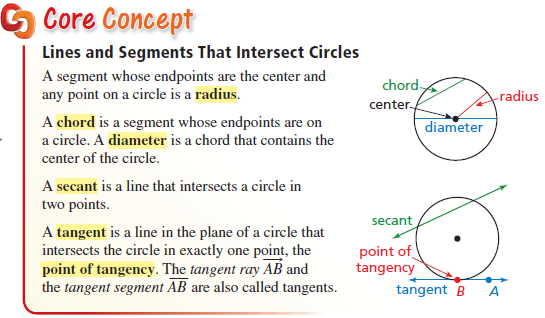 Core Concept
Lines and Segments That Intersect Circles
A segment whose endpoints are the center and
any point on a circle is a radius.
A chord is a segment whose endpoints are on
a circle. A diameter is a chord that contains the
center of the circle.
A secant is a line that intersects a circle in
two points.
A tangent is a line in the plane of a circle that
intersects the circle in exactly one point, the
point of tangency. The tangent ray AB and
the tangent segment AB are also called tangents.
chord
center
radius
diameter
secant
point of
tangency
tangent B A